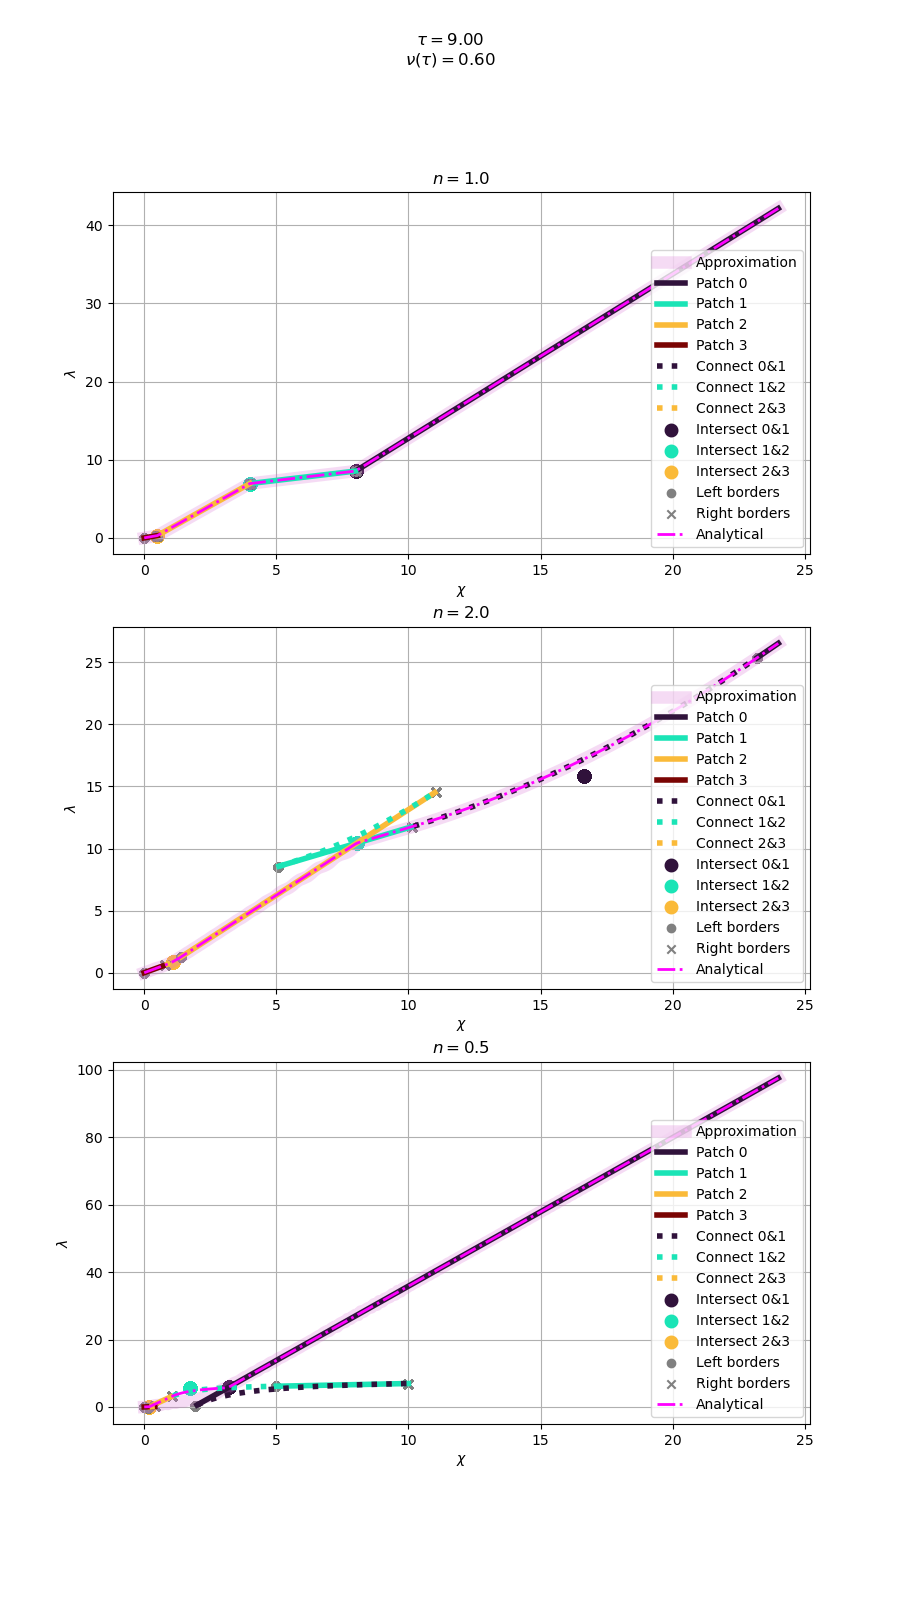 τ = 9.00
ν(τ) = 0.60
n = 1.0
40
30
20
10
0
λ
0 5 10 15 20 25
χ
Approximation
Patch 0
Patch 1
Patch 2
Patch 3
Connect 0&1
Connect 1&2
Connect 2&3
Intersect 0&1
Intersect 1&2
Intersect 2&3
Left borders
Right borders
Analytical
n = 2.0
25
20
15
10
5
0
λ
0 5 10 15 20 25
χ
Approximation
Patch 0
Patch 1
Patch 2
Patch 3
Connect 0&1
Connect 1&2
Connect 2&3
Intersect 0&1
Intersect 1&2
Intersect 2&3
Left borders
Right borders
Analytical
n = 0.5
100
80
60
40
20
0
λ
0 5 10 15 20 25
χ
Approximation
Patch 0
Patch 1
Patch 2
Patch 3
Connect 0&1
Connect 1&2
Connect 2&3
Intersect 0&1
Intersect 1&2
Intersect 2&3
Left borders
Right borders
Analytical